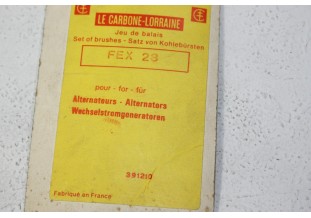 LE CARBONE-LORRAINE
Jeu de balais
Set of brushes - Satz von Kohlebürsten
FEX 28
pour - for - für
Alternateurs - Alternators
Wechselstromgeneratoren
Fabriqué en France